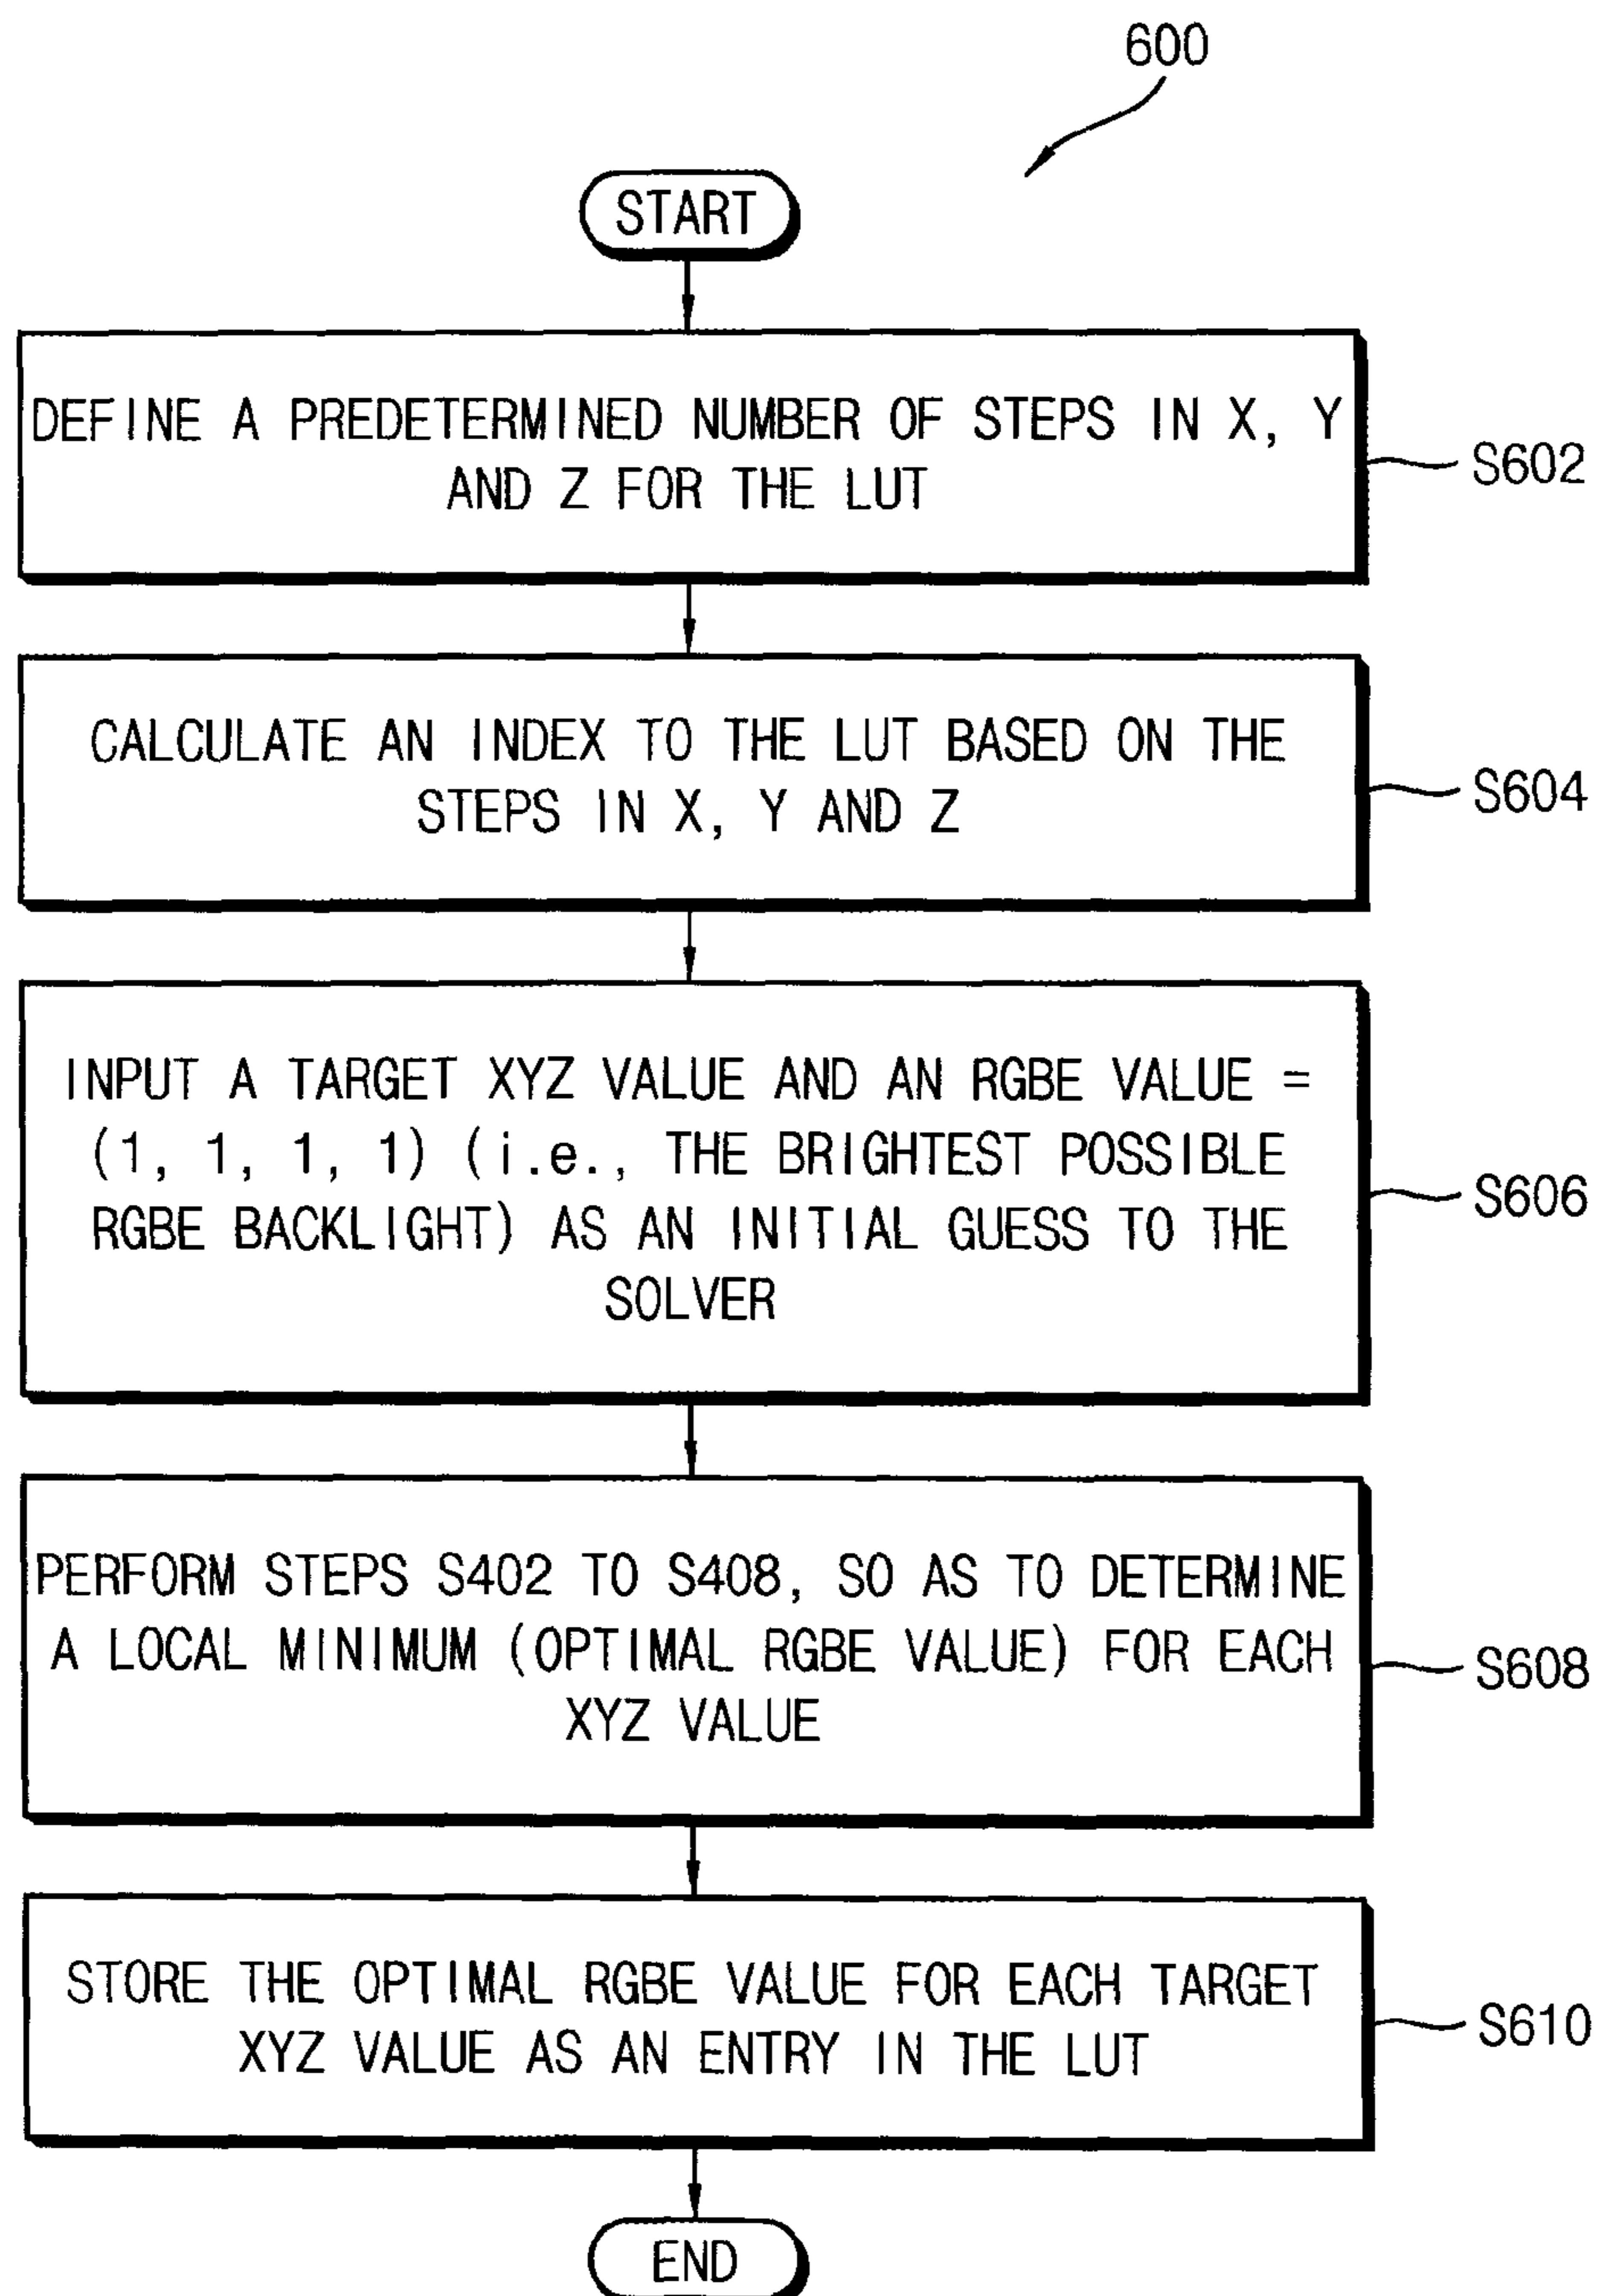 600
START
DEFINE A PREDETERMINED NUMBER OF STEPS IN X, Y
AND Z FOR THE LUT
S602
CALCULATE AN INDEX TO THE LUT BASED ON THE
STEPS IN X, Y AND Z
S604
INPUT A TARGET XYZ VALUE AND AN RGBE VALUE =
(1, 1, 1, 1) (i.e., THE BRIGHTEST POSSIBLE
RGBE BACKLIGHT) AS AN INITIAL GUESS TO THE
SOLVER
S606
PERFORM STEPS S402 TO S408, SO AS TO DETERMINE
A LOCAL MINIMUM (OPTIMAL RGBE VALUE) FOR EACH
XYZ VALUE
S608
STORE THE OPTIMAL RGBE VALUE FOR EACH TARGET
XYZ VALUE AS AN ENTRY IN THE LUT
S610
END